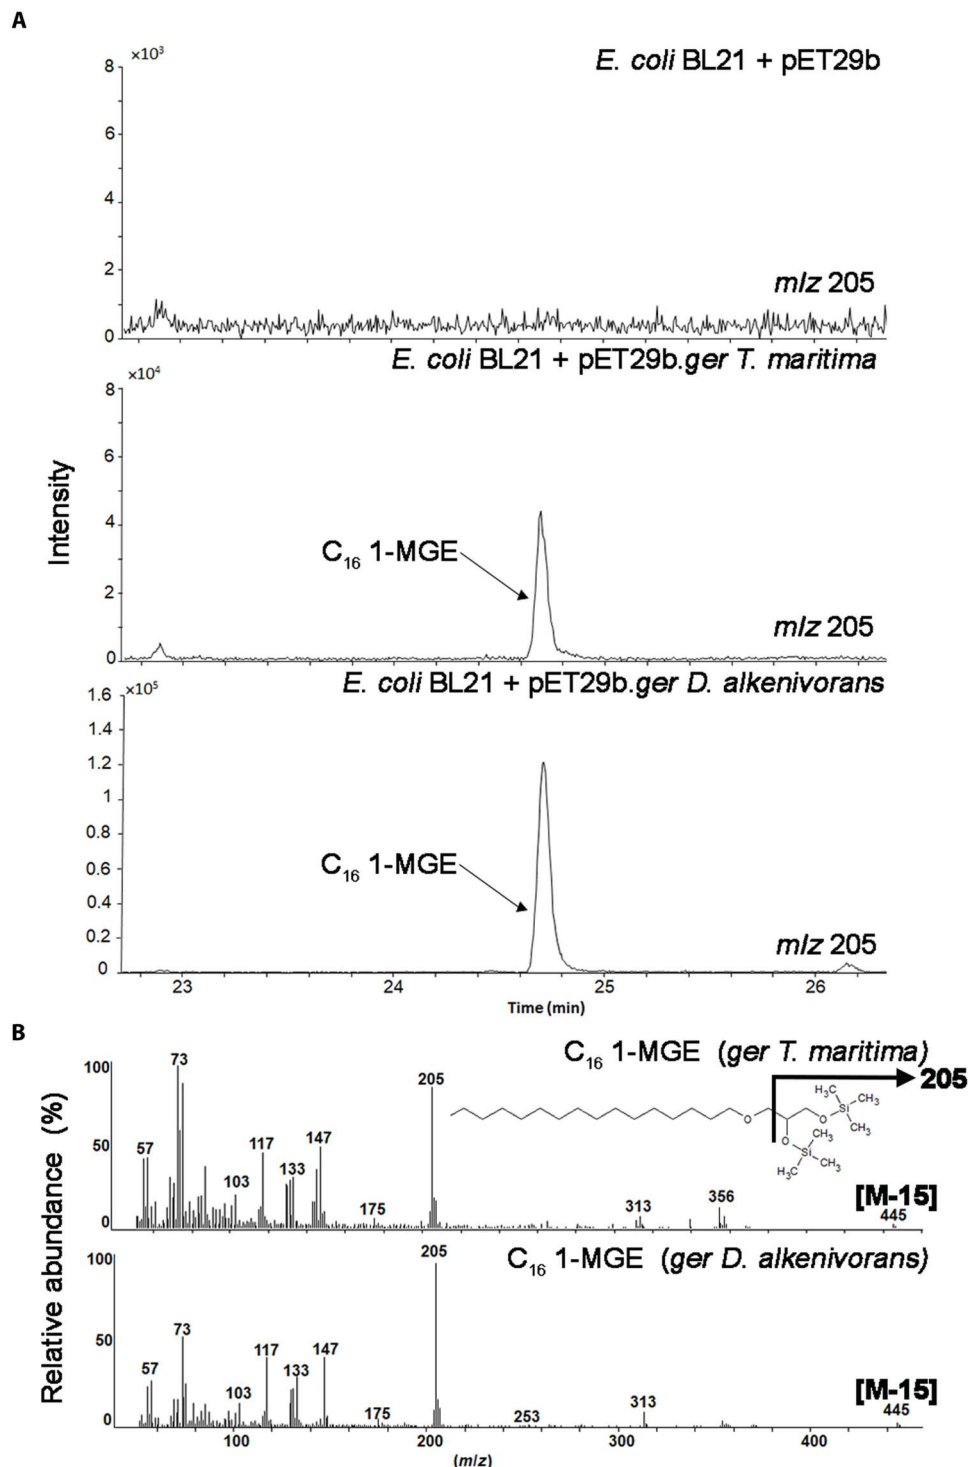 A
×10³
E. coli BL21 + pET29b
8
6
4
2
0
m/z 205
E. coli BL21 + pET29b.ger T. maritima
×10⁴
8
6
4
2
0
C₁₆ 1-MGE
m/z 205
Intensity
E. coli BL21 + pET29b.ger D. alkenivorans
×10⁵
1.6
1.4
1.2
1
0.8
0.6
0.4
0.2
0
C₁₆ 1-MGE
m/z 205
23 24 25 26
Time (min)
B
C₁₆ 1-MGE (ger T. maritima)
100
50
0
73
57
103
117
133
147
175
205
313
356
445
[M-15]
205
O
O
O
Si
Si
H₃C
CH₃
CH₃
CH₃
H₃C
CH₃
Relative abundance (%)
C₁₆ 1-MGE (ger D. alkenivorans)
100
50
0
57
73
103
117
133
147
175
205
253
313
445
[M-15]
100 200 300 400
(m/z)